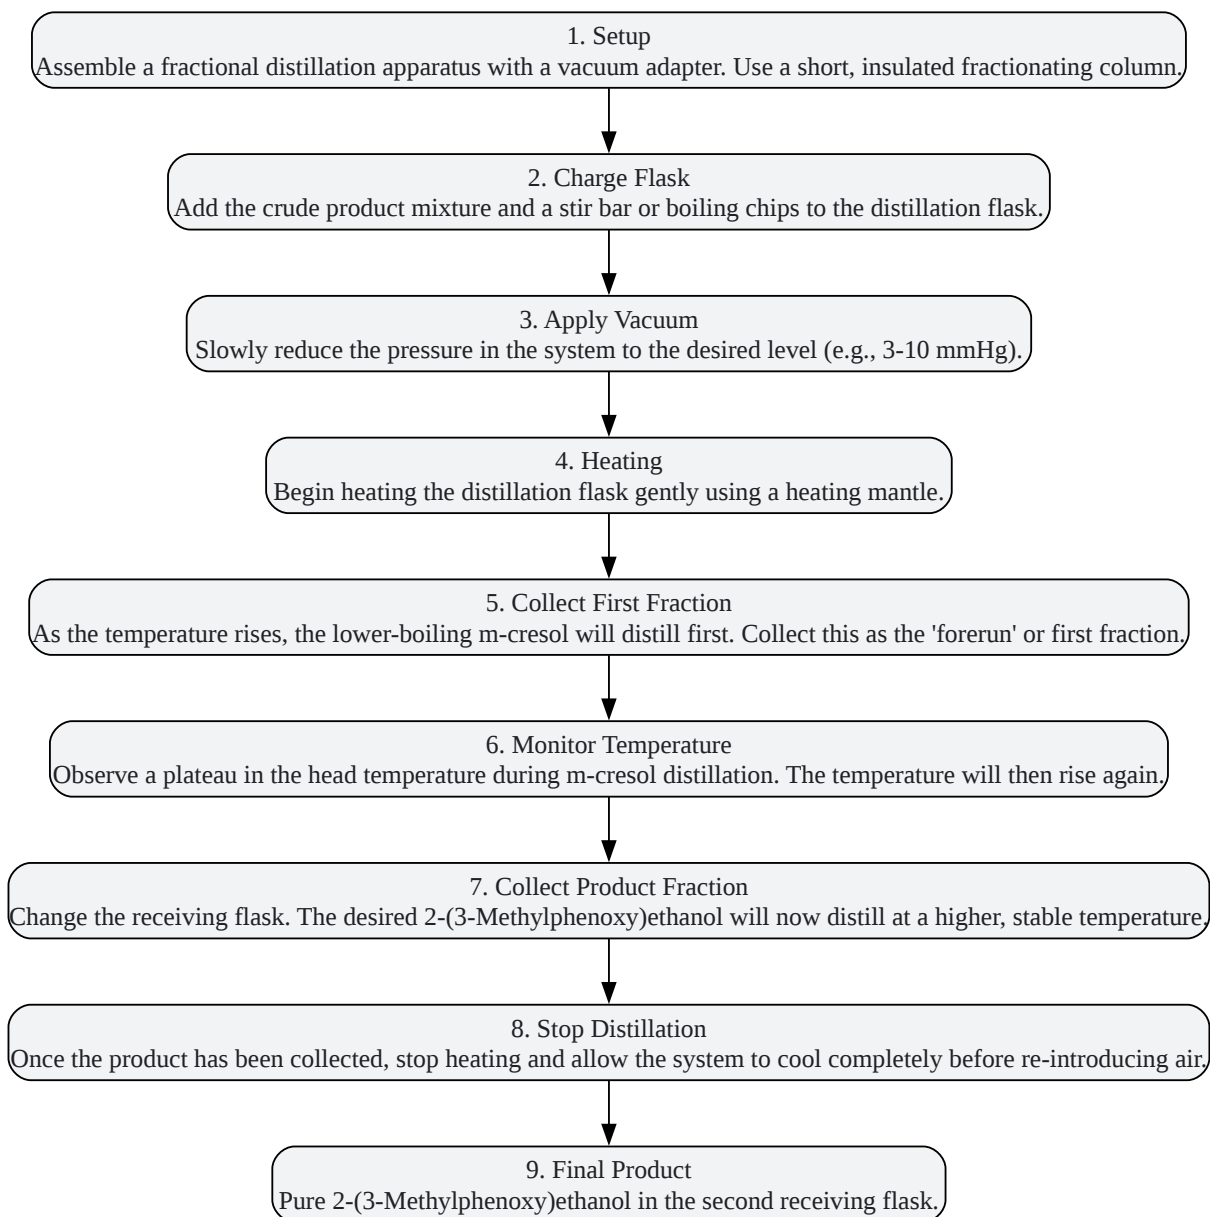 1. Setup
Assemble a fractional distillation apparatus with a vacuum adapter. Use a short, insulated fractionating column.
2. Charge Flask
Add the crude product mixture and a stir bar or boiling chips to the distillation flask.
3. Apply Vacuum
Slowly reduce the pressure in the system to the desired level (e.g., 3-10 mmHg).
4. Heating
Begin heating the distillation flask gently using a heating mantle.
5. Collect First Fraction
As the temperature rises, the lower-boiling m-cresol will distill first. Collect this as the 'forerun' or first fraction.
6. Monitor Temperature
Observe a plateau in the head temperature during m-cresol distillation. The temperature will then rise again.
7. Collect Product Fraction
Change the receiving flask. The desired 2-(3-Methylphenoxy)ethanol will now distill at a higher, stable temperature.
8. Stop Distillation
Once the product has been collected, stop heating and allow the system to cool completely before re-introducing air.
9. Final Product
Pure 2-(3-Methylphenoxy)ethanol in the second receiving flask.